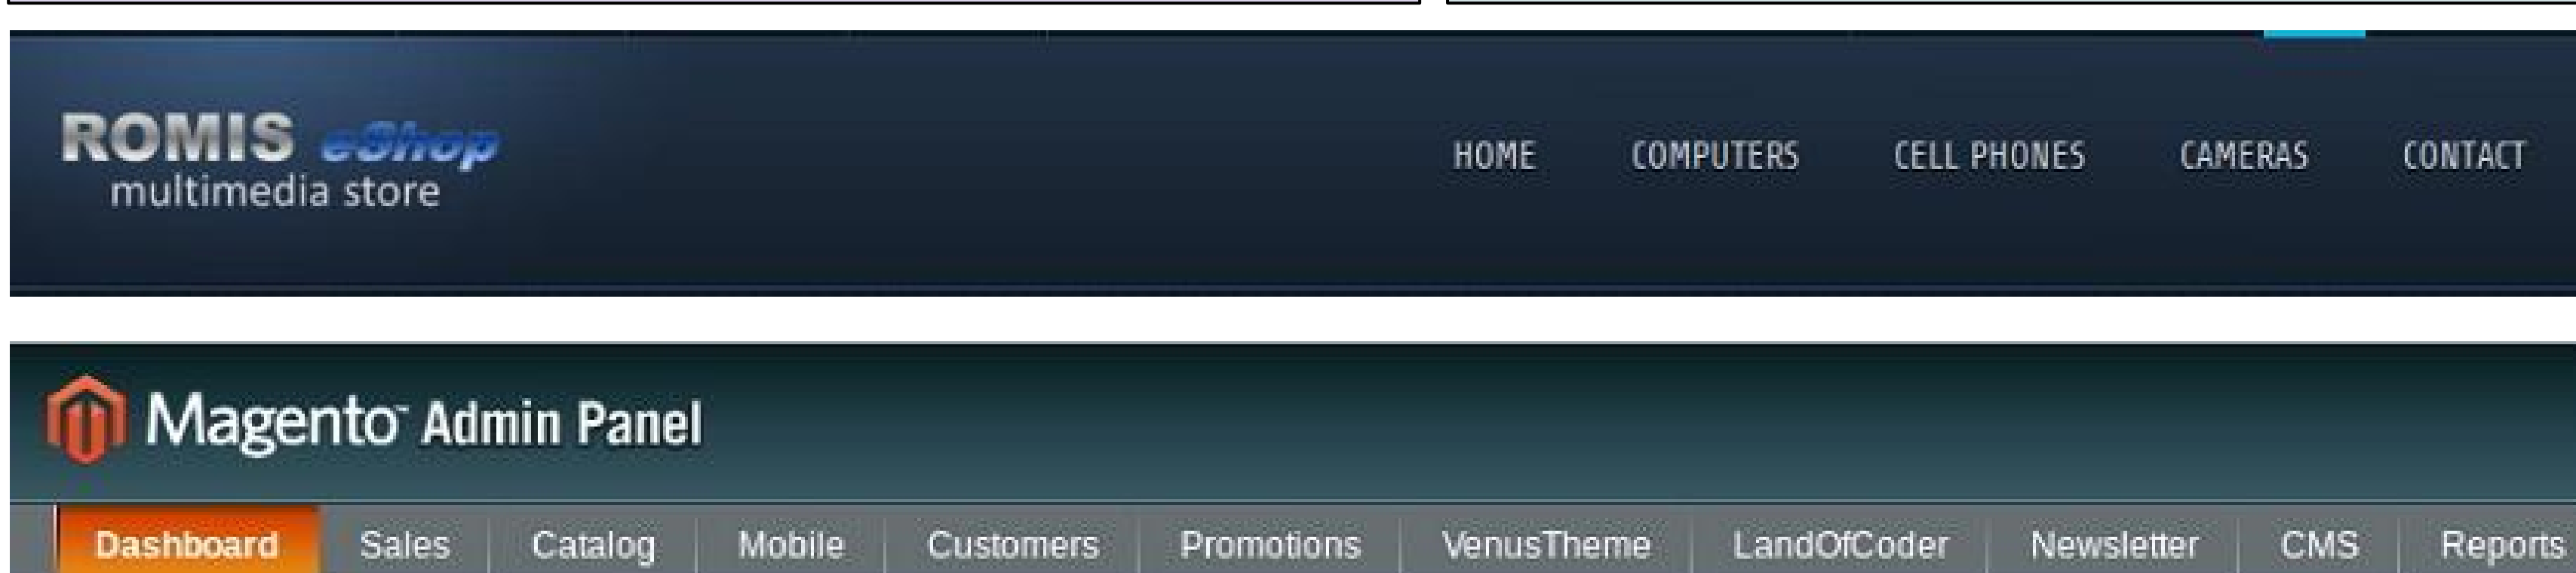 ROMIS eShop
multimedia store
HOME COMPUTERS CELL PHONES CAMERAS CONTACT
Magento™ Admin Panel
Dashboard Sales Catalog Mobile Customers Promotions VenusTheme LandOfCoder Newsletter CMS Reports